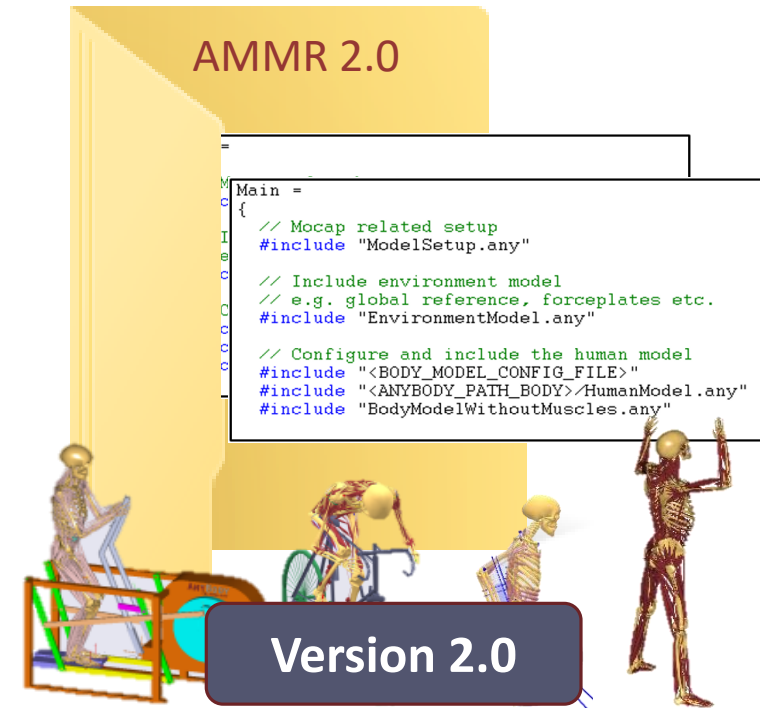 AMMR 2.0
=
Main =
{
// Mocap related setup
#include "ModelSetup.any"
// Include environment model
// e.g. global reference, forceplates etc.
#include "EnvironmentModel.any"
// Configure and include the human model
#include "<BODY_MODEL_CONFIG_FILE>"
#include "<ANYBODY_PATH_BODY>/HumanModel.any"
#include "BodyModelWithoutMuscles.any"
Version 2.0